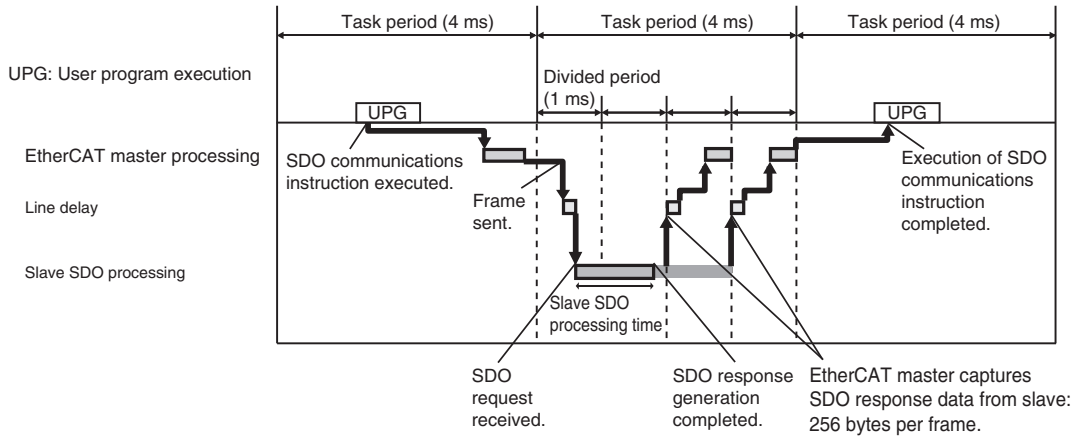 Task period (4 ms)
Task period (4 ms)
Task period (4 ms)
UPG: User program execution
Divided period
(1 ms)
UPG
UPG
EtherCAT master processing
SDO communications
instruction executed.
Execution of SDO
communications
instruction
completed.
Frame
sent.
Line delay
Slave SDO processing
Slave SDO
processing time
SDO
request
received.
SDO response
generation
completed.
EtherCAT master captures
SDO response data from slave:
256 bytes per frame.